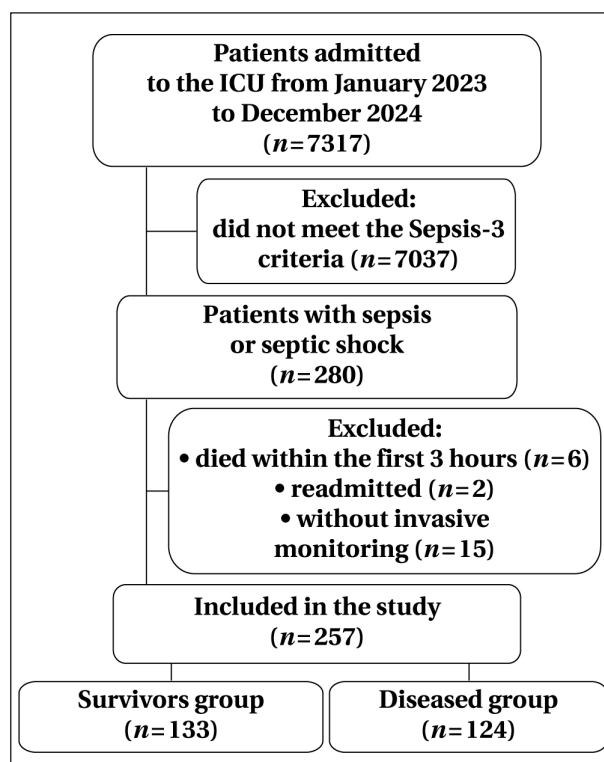 Patients admitted
to the ICU from January 2023
to December 2024
(n=7317)
Excluded:
did not meet the Sepsis-3
criteria (n=7037)
Patients with sepsis
or septic shock
(n=280)
Excluded:
• died within the first 3 hours (n=6)
• readmitted (n=2)
• without invasive
monitoring (n=15)
Included in the study
(n=257)
Survivors group
(n=133)
Diseased group
(n=124)